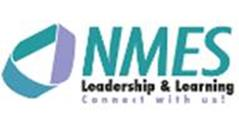 NMES
Leadership & Learning
Connect with us!